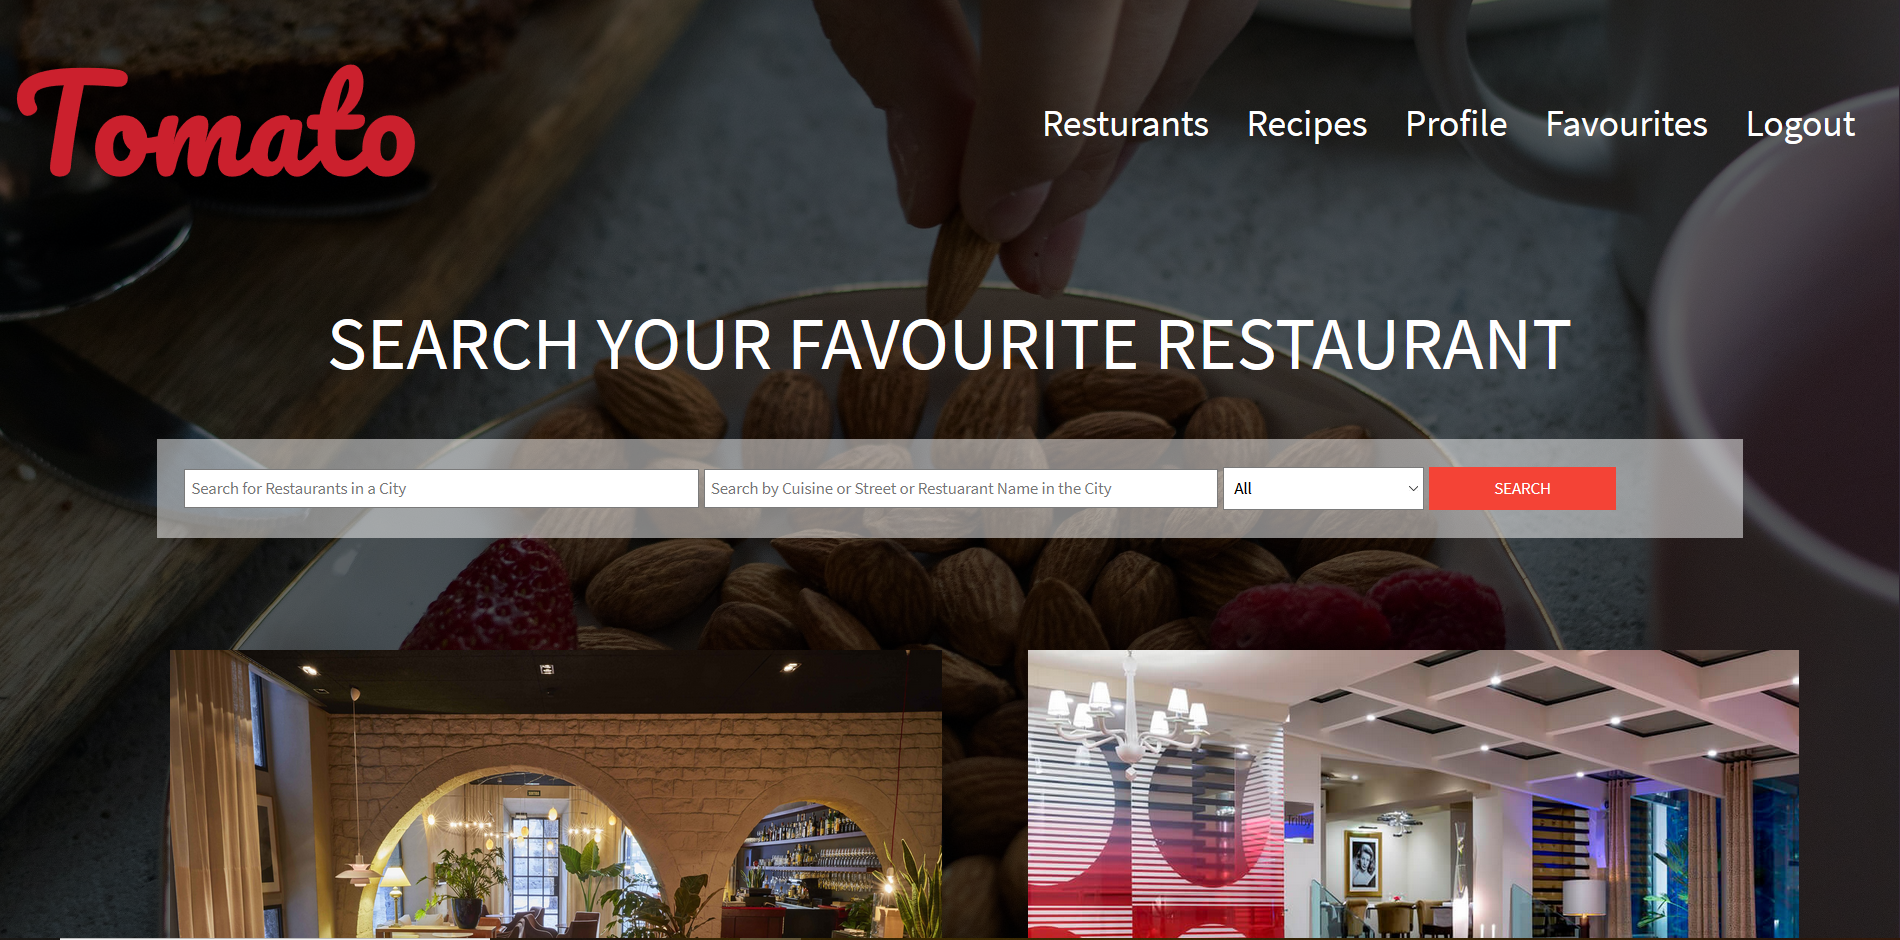 Tomato
Resturants Recipes Profile Favourites Logout
SEARCH YOUR FAVOURITE RESTAURANT
Search for Restaurants in a City
Search by Cuisine or Street or Restuarant Name in the City
All
SEARCH
Trilby